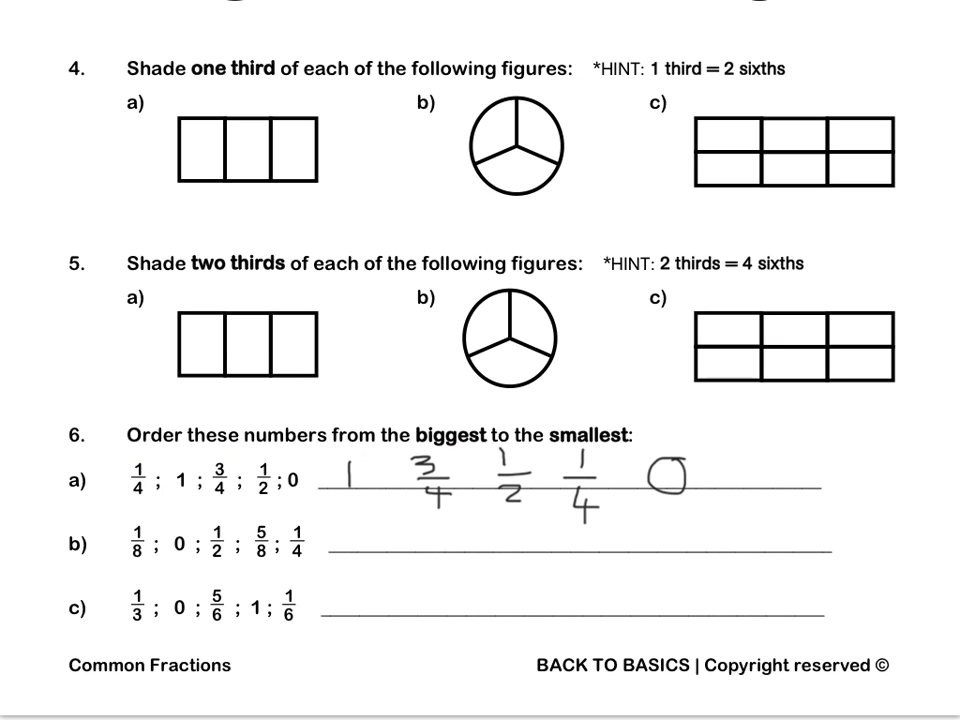 4. Shade one third of each of the following figures: *HINT: 1 third = 2 sixths
a) b) c)
5. Shade two thirds of each of the following figures: *HINT: 2 thirds = 4 sixths
a) b) c)
6. Order these numbers from the biggest to the smallest:
a) 1/4 ; 1 ; 3/4 ; 1/2 ; 0 1 3/4 1/2 1/4 0
b) 1/8 ; 0 ; 1/2 ; 5/8 ; 1/4
c) 1/3 ; 0 ; 5/6 ; 1 ; 1/6
Common Fractions BACK TO BASICS | Copyright reserved ©